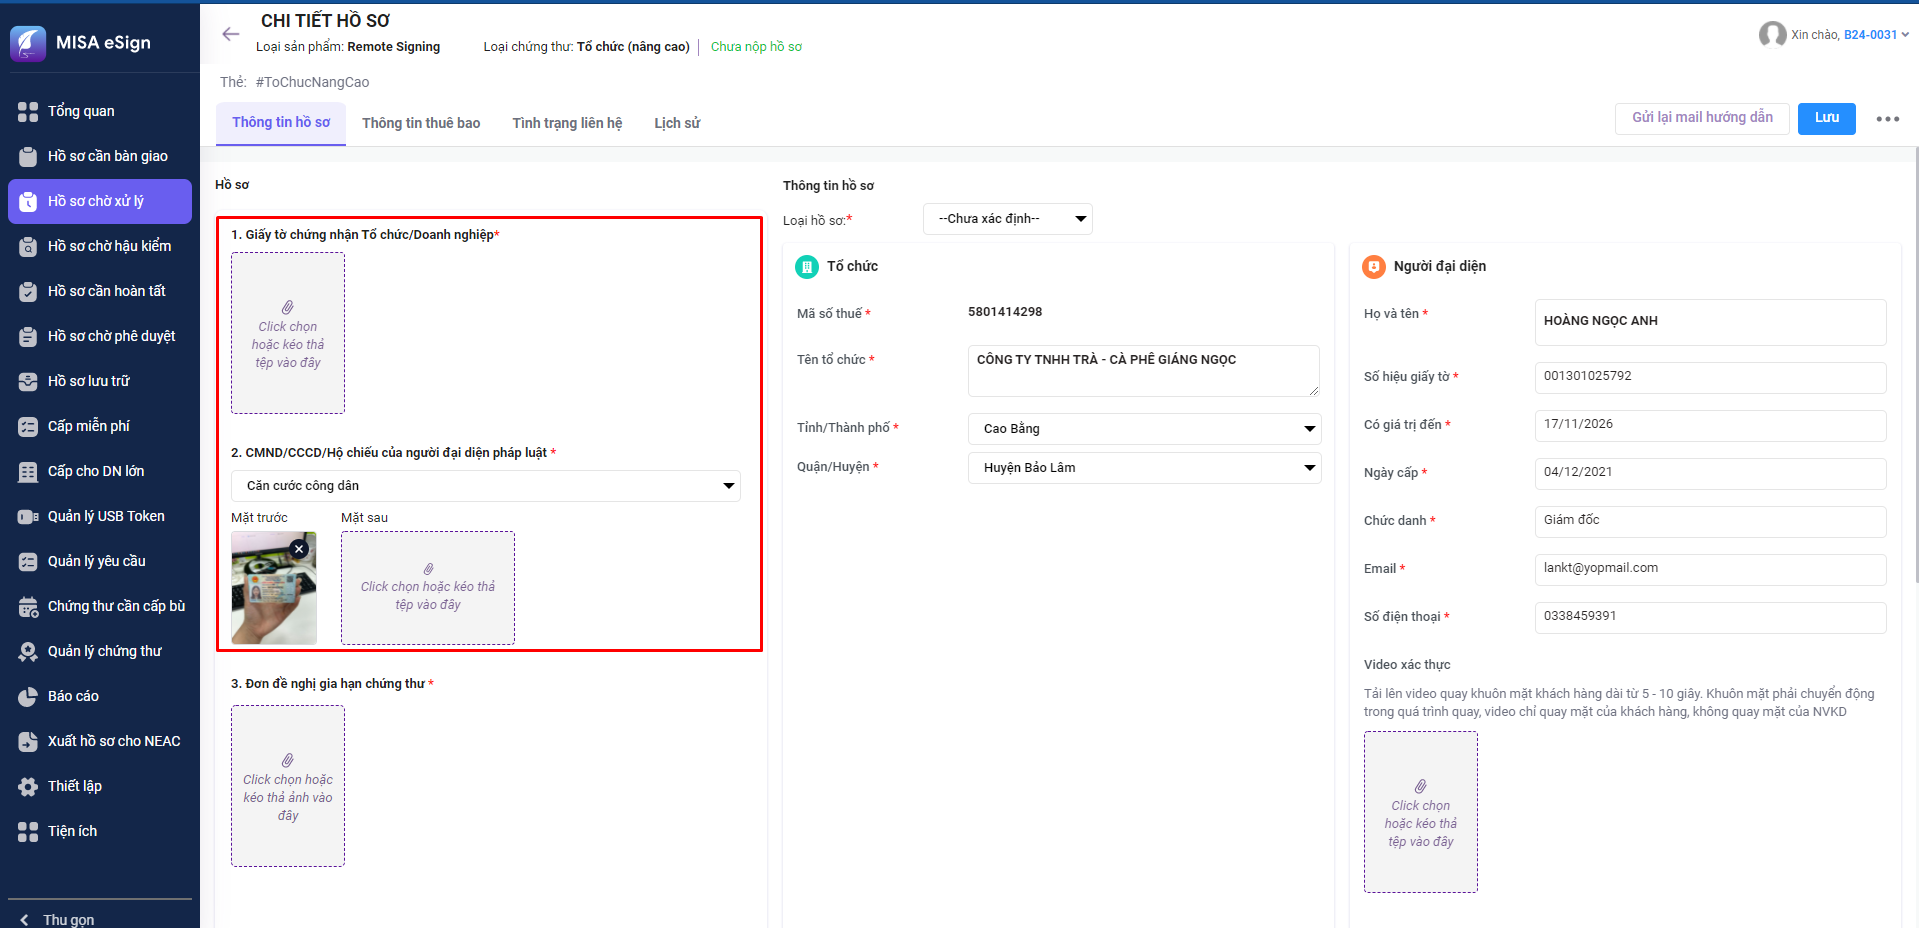 MISA eSign
Tổng quan
Hồ sơ cần bàn giao
Hồ sơ chờ xử lý
Hồ sơ chờ hậu kiểm
Hồ sơ cần hoàn tất
Hồ sơ chờ phê duyệt
Hồ sơ lưu trữ
Cấp miễn phí
Cấp cho DN lớn
Quản lý USB Token
Quản lý yêu cầu
Chứng thư cần cấp bù
Quản lý chứng thư
Báo cáo
Xuất hồ sơ cho NEAC
Thiết lập
Tiện ích
Thu gọn
CHI TIẾT HỒ SƠ
Loại sản phẩm: Remote Signing
Loại chứng thư: Tổ chức (nâng cao)
Chưa nộp hồ sơ
Xin chào, B24-0031
Thẻ: #ToChucNangCao
Thông tin hồ sơ
Thông tin thuê bao
Tình trạng liên hệ
Lịch sử
Gửi lại mail hướng dẫn
Lưu
Hồ sơ
1. Giấy tờ chứng nhận Tổ chức/Doanh nghiệp*
Click chọn
hoặc kéo thả
tệp vào đây
2. CMND/CCCD/Hộ chiếu của người đại diện pháp luật *
Căn cước công dân
Mặt trước
Mặt sau
Click chọn hoặc kéo thả
tệp vào đây
3. Đơn đề nghị gia hạn chứng thư *
Click chọn hoặc
kéo thả ảnh vào
đây
Thông tin hồ sơ
Loại hồ sơ:*
--Chưa xác định--
Tổ chức
Mã số thuế *
5801414298
Tên tổ chức *
CÔNG TY TNHH TRÀ - CÀ PHÊ GIÁNG NGỌC
Tỉnh/Thành phố *
Cao Bằng
Quận/Huyện *
Huyện Bảo Lâm
Người đại diện
Họ và tên *
HOÀNG NGỌC ANH
Số hiệu giấy tờ *
001301025792
Có giá trị đến *
17/11/2026
Ngày cấp *
04/12/2021
Chức danh *
Giám đốc
Email *
lankt@yopmail.com
Số điện thoại *
0338459391
Video xác thực
Tải lên video quay khuôn mặt khách hàng dài từ 5 - 10 giây. Khuôn mặt phải chuyển động
trong quá trình quay, video chỉ quay mặt của khách hàng, không quay mặt của NVKD
Click chọn
hoặc kéo thả
tệp vào đây